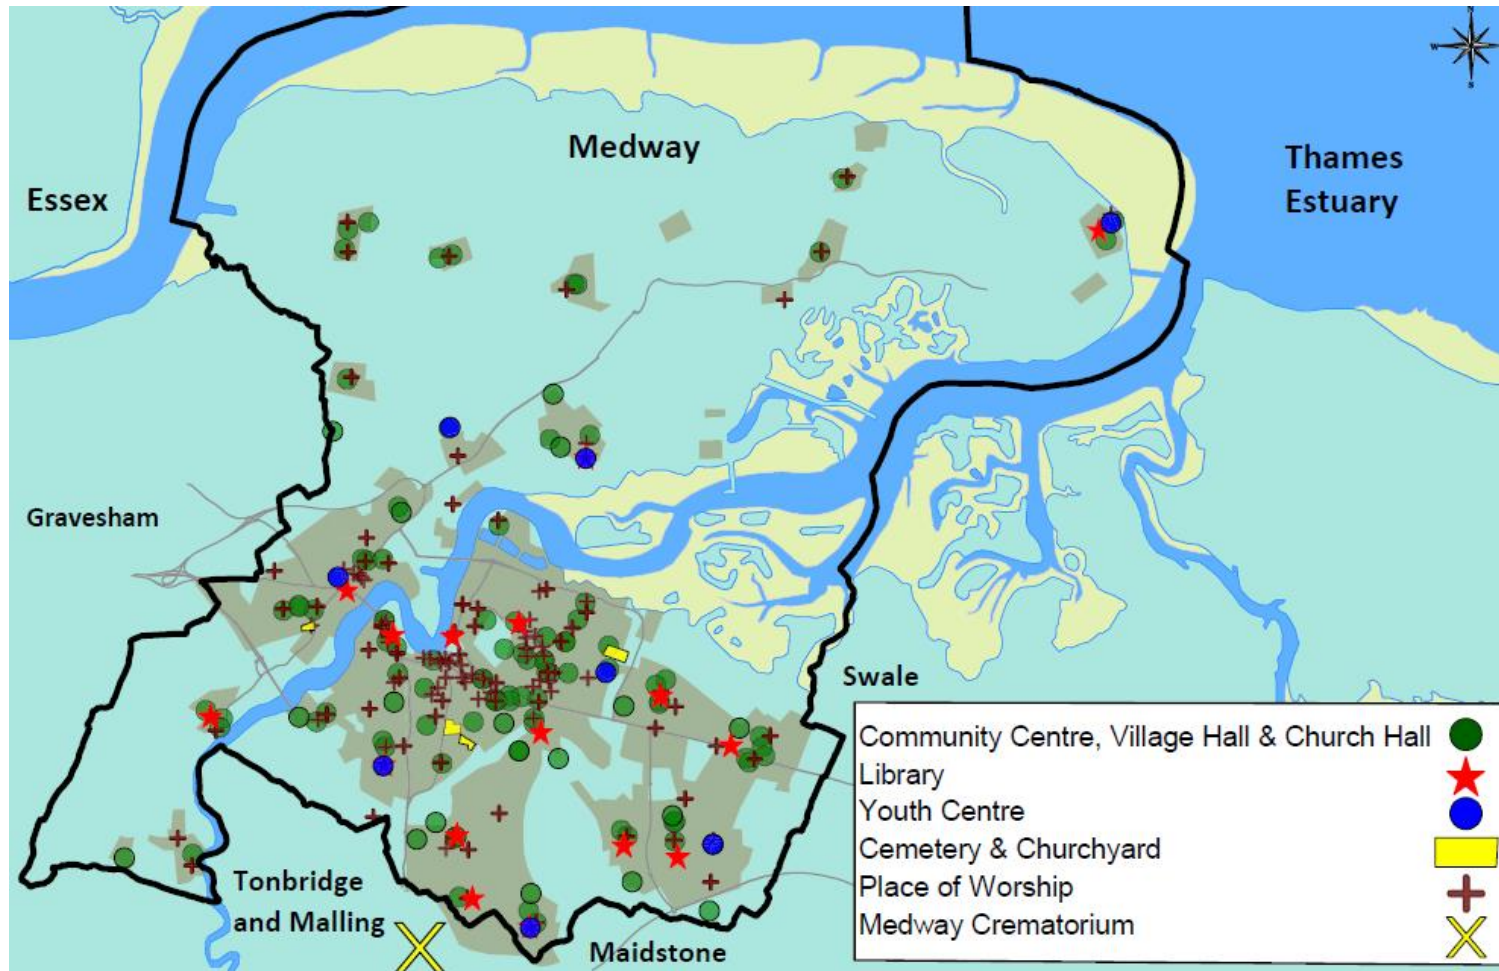 N
W
S
Medway
Thames
Estuary
Essex
Gravesham
Swale
Tonbridge
and Malling
Maidstone
Community Centre, Village Hall & Church Hall
Library
Youth Centre
Cemetery & Churchyard
Place of Worship
Medway Crematorium